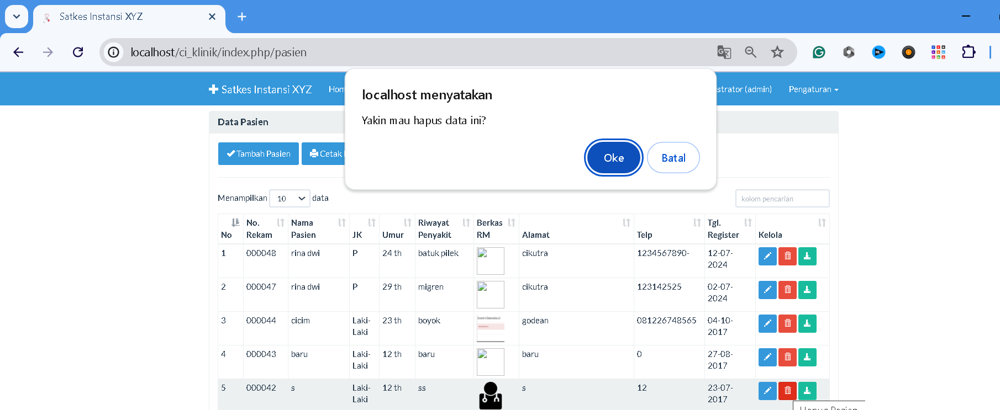 Satkes Instansi XYZ
localhost/ci_klinik/index.php/pasien
Satkes Instansi XYZ Hom strator (admin) Pengaturan
localhost menyatakan
Yakin mau hapus data ini?
Oke Batal
Data Pasien
Tambah Pasien Cetak
Menampilkan 10 data kolom pencarian
No No. Rekam Nama Pasien JK Umur Riwayat Penyakit Berkas RM Alamat Telp Tgl. Register Kelola
1 000048 rina dwi P 24 th batuk pilek cikutra 1234567890- 12-07-2024
2 000047 rina dwi P 29 th migren cikutra 123142525 02-07-2024
3 000044 cicim Laki-Laki 23 th boyok godean 081226748565 04-10-2017
4 000043 baru Laki-Laki 12 th baru baru 0 27-08-2017
5 000042 s Laki-Laki 12 th ss s 12 23-07-2017
Hapus Pasien